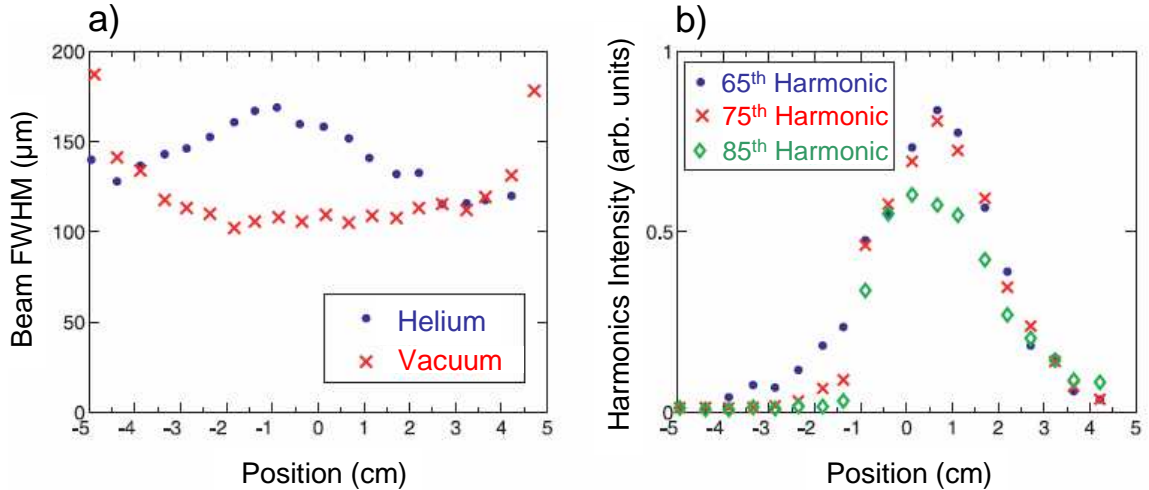 a)
200
150
100
50
0
Beam FWHM (µm)
Helium
Vacuum
-5 -4 -3 -2 -1 0 1 2 3 4 5
Position (cm)
b)
1
0.5
0
Harmonics Intensity (arb. units)
65th Harmonic
75th Harmonic
85th Harmonic
-5 -4 -3 -2 -1 0 1 2 3 4 5
Position (cm)